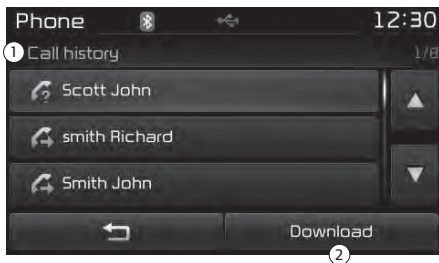 Phone 12:30
1 Call history 1/8
Scott John
smith Richard
Smith John
Download
2